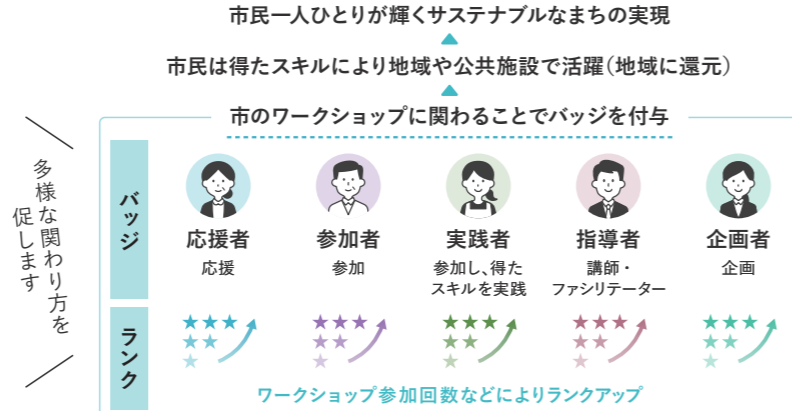 市民一人ひとりが輝くサステナブルなまちの実現
市民は得たスキルにより地域や公共施設で活躍（地域に還元）
市のワークショップに関わることでバッジを付与
多様な関わり方を
促します
バッジ
応援者
応援
参加者
参加
実践者
参加し、得た
スキルを実践
指導者
講師・
ファシリテーター
企画者
企画
ランク
★★★
★★
★
★★★
★★
★
★★★
★★
★
★★★
★★
★
★★★
★★
★
ワークショップ参加回数などによりランクアップ